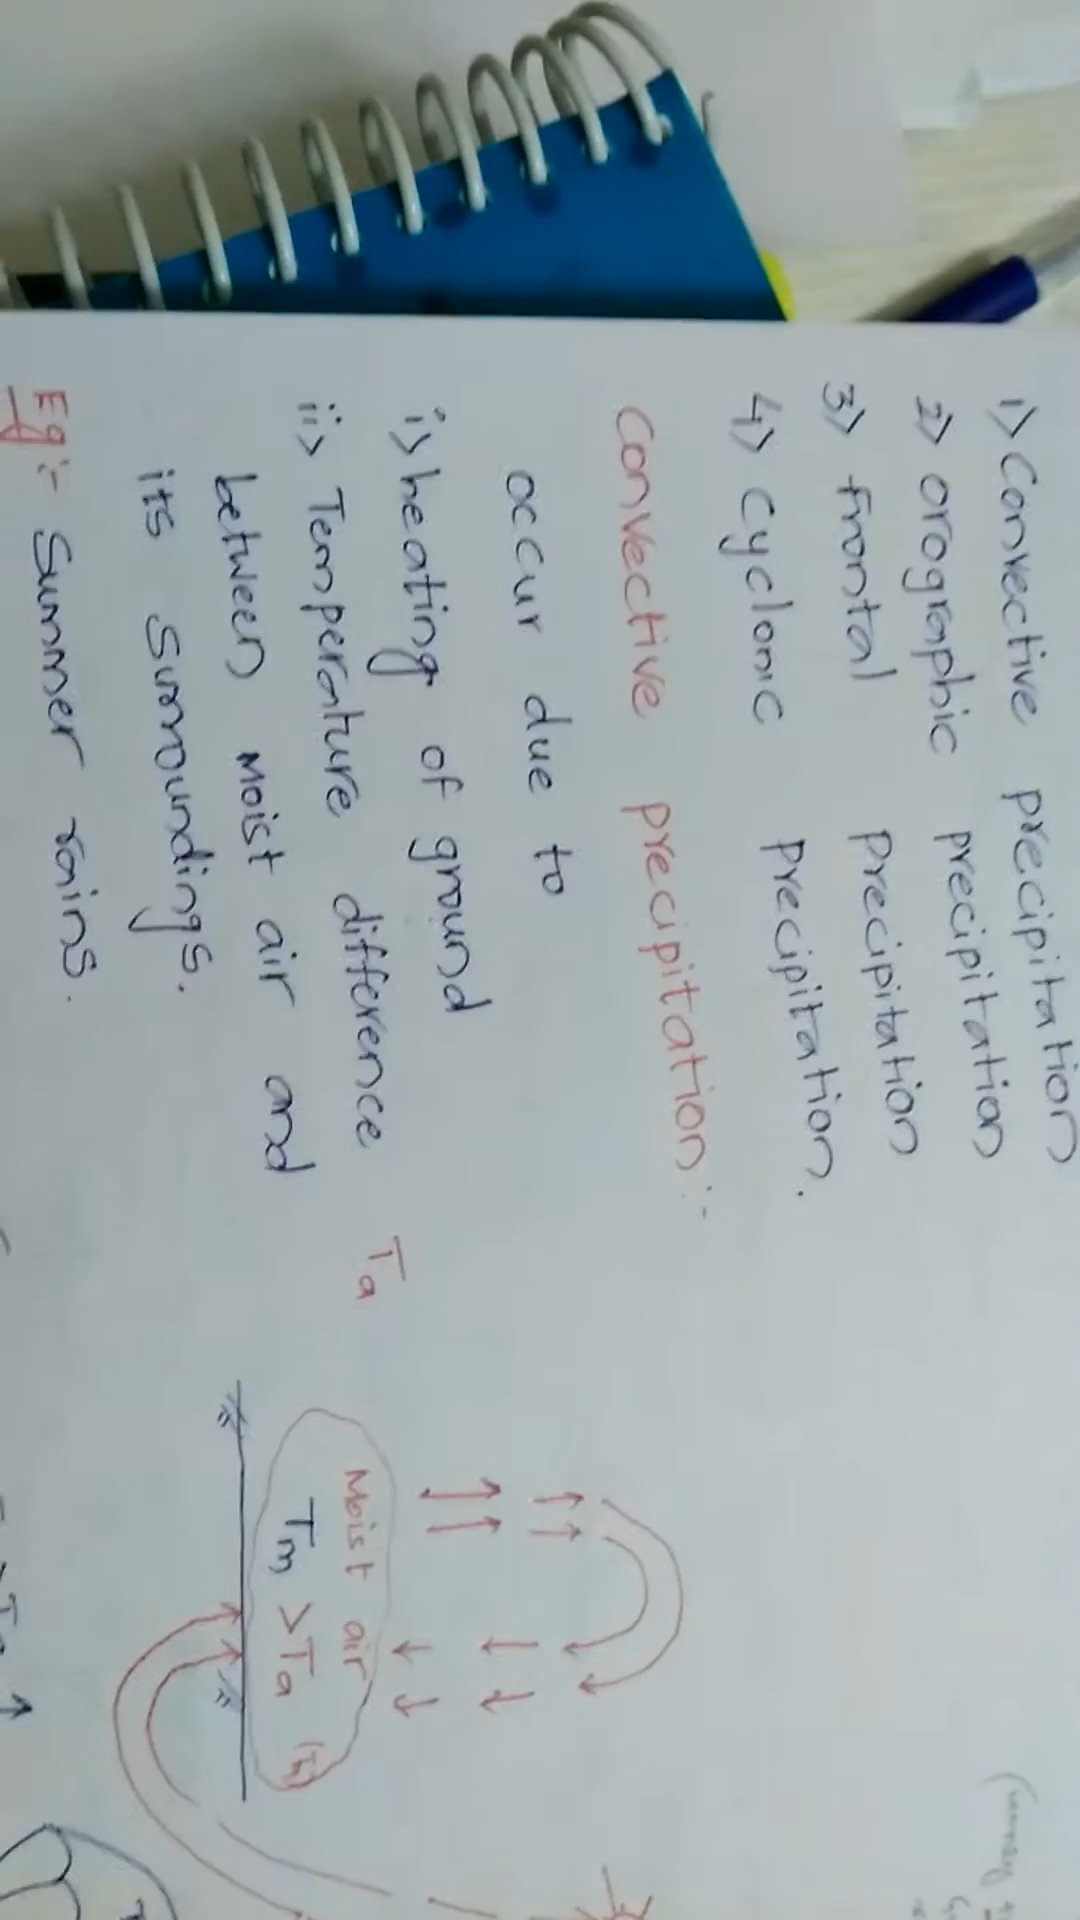 1) Convective precipitation
2) orographic precipitation
3) frontal precipitation
4) Cyclonic precipitation.
Convective precipitation:-
occur due to
i) heating of ground
ii) Temperature difference
between moist air and
its surroundings.
Eg:- Summer rains.
Ta
Moist air
Tm > Ta